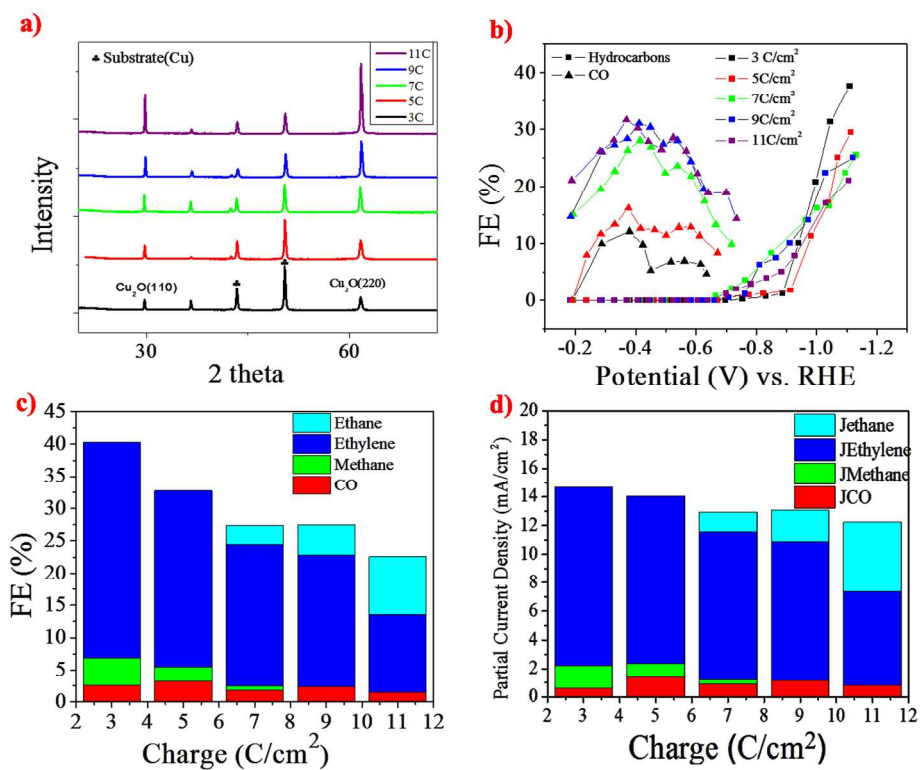 a)
♣ Substrate(Cu)
11C
9C
7C
5C
3C
Cu₂O(110)
♣
♣
Cu₂O(220)
Intensity
30
60
2 theta
b)
Hydrocarbons
CO
3 C/cm²
5C/cm²
7C/cm²
9C/cm²
11C/cm²
FE (%)
40
30
20
10
0
-0.2
-0.4
-0.6
-0.8
-1.0
-1.2
Potential (V) vs. RHE
c)
Ethane
Ethylene
Methane
CO
FE (%)
45
40
35
30
25
20
15
10
5
0
2 3 4 5 6 7 8 9 10 11 12
Charge (C/cm²)
d)
Jethane
JEthylene
JMethane
JCO
Partial Current Density (mA/cm²)
20
18
16
14
12
10
8
6
4
2
0
2 3 4 5 6 7 8 9 10 11 12
Charge (C/cm²)